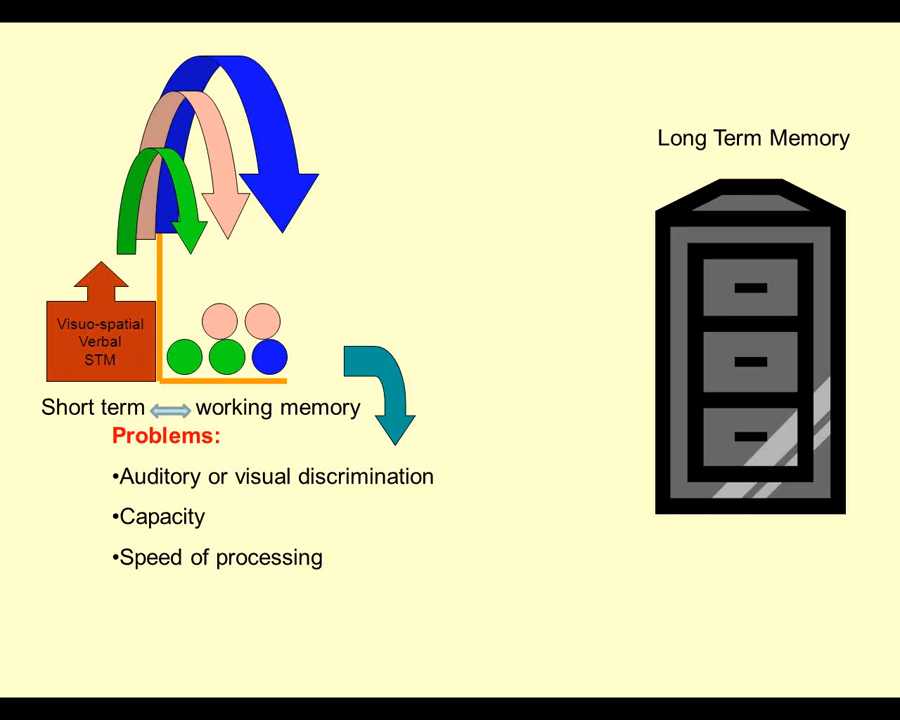 Long Term Memory
Visuo-spatial
Verbal
STM
Short term working memory
Problems:
•Auditory or visual discrimination
•Capacity
•Speed of processing